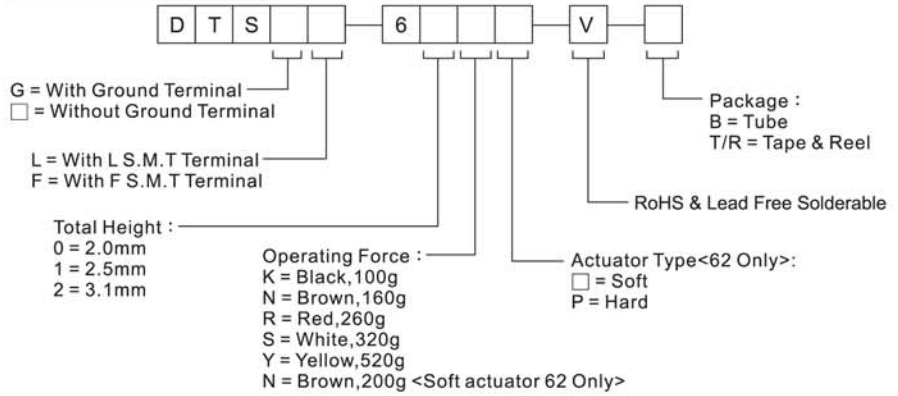 DTS□□-6□□□-V-□
G = With Ground Terminal
□ = Without Ground Terminal
L = With L S.M.T Terminal
F = With F S.M.T Terminal
Total Height :
0 = 2.0mm
1 = 2.5mm
2 = 3.1mm
Operating Force :
K = Black,100g
N = Brown,160g
R = Red,260g
S = White,320g
Y = Yellow,520g
N = Brown,200g <Soft actuator 62 Only>
Actuator Type<62 Only>:
□ = Soft
P = Hard
RoHS & Lead Free Solderable
Package :
B = Tube
T/R = Tape & Reel